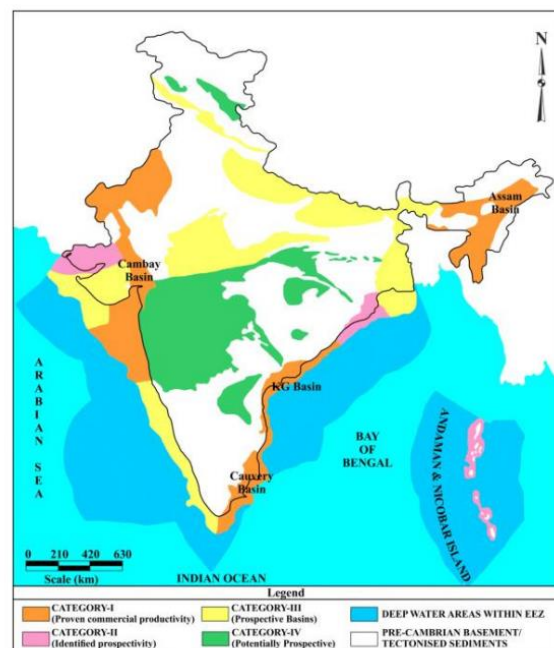 N
Assam
Basin
Cambay
Basin
ARABIAN SEA
KG Basin
BAY
OF
BENGAL
Cauvery
Basin
ANDAMAN & NICOBAR ISLAND
0 210 420 630
Scale (km)
INDIAN OCEAN
Legend
CATEGORY-I
(Proven commercial productivity)
CATEGORY-III
(Prospective Basins)
DEEP WATER AREAS WITHIN EEZ
CATEGORY-II
(Identified prospectivity)
CATEGORY-IV
(Potentially Prospective)
PRE-CAMBRIAN BASEMENT/
TECTONISED SEDIMENTS